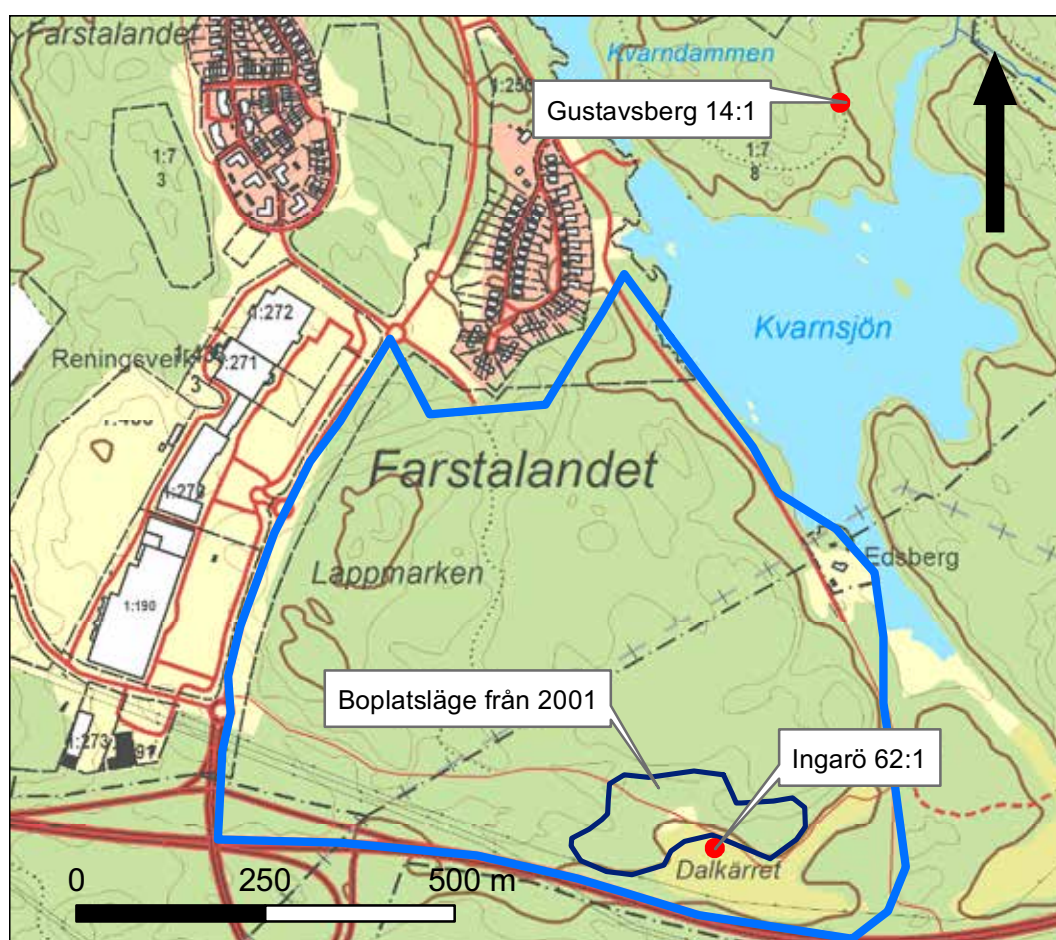 Farstalandet
Kvarndammen
1:250
Gustavsberg 14:1
1:7
3
1:7
8
1:272
Kvarnsjön
Reningsverk
:271
3
Farstalandet
1:190
Lappmarken
Edsberg
Boplatsläge från 2001
Ingarö 62:1
1:273
Dalkärret
0
250
500 m